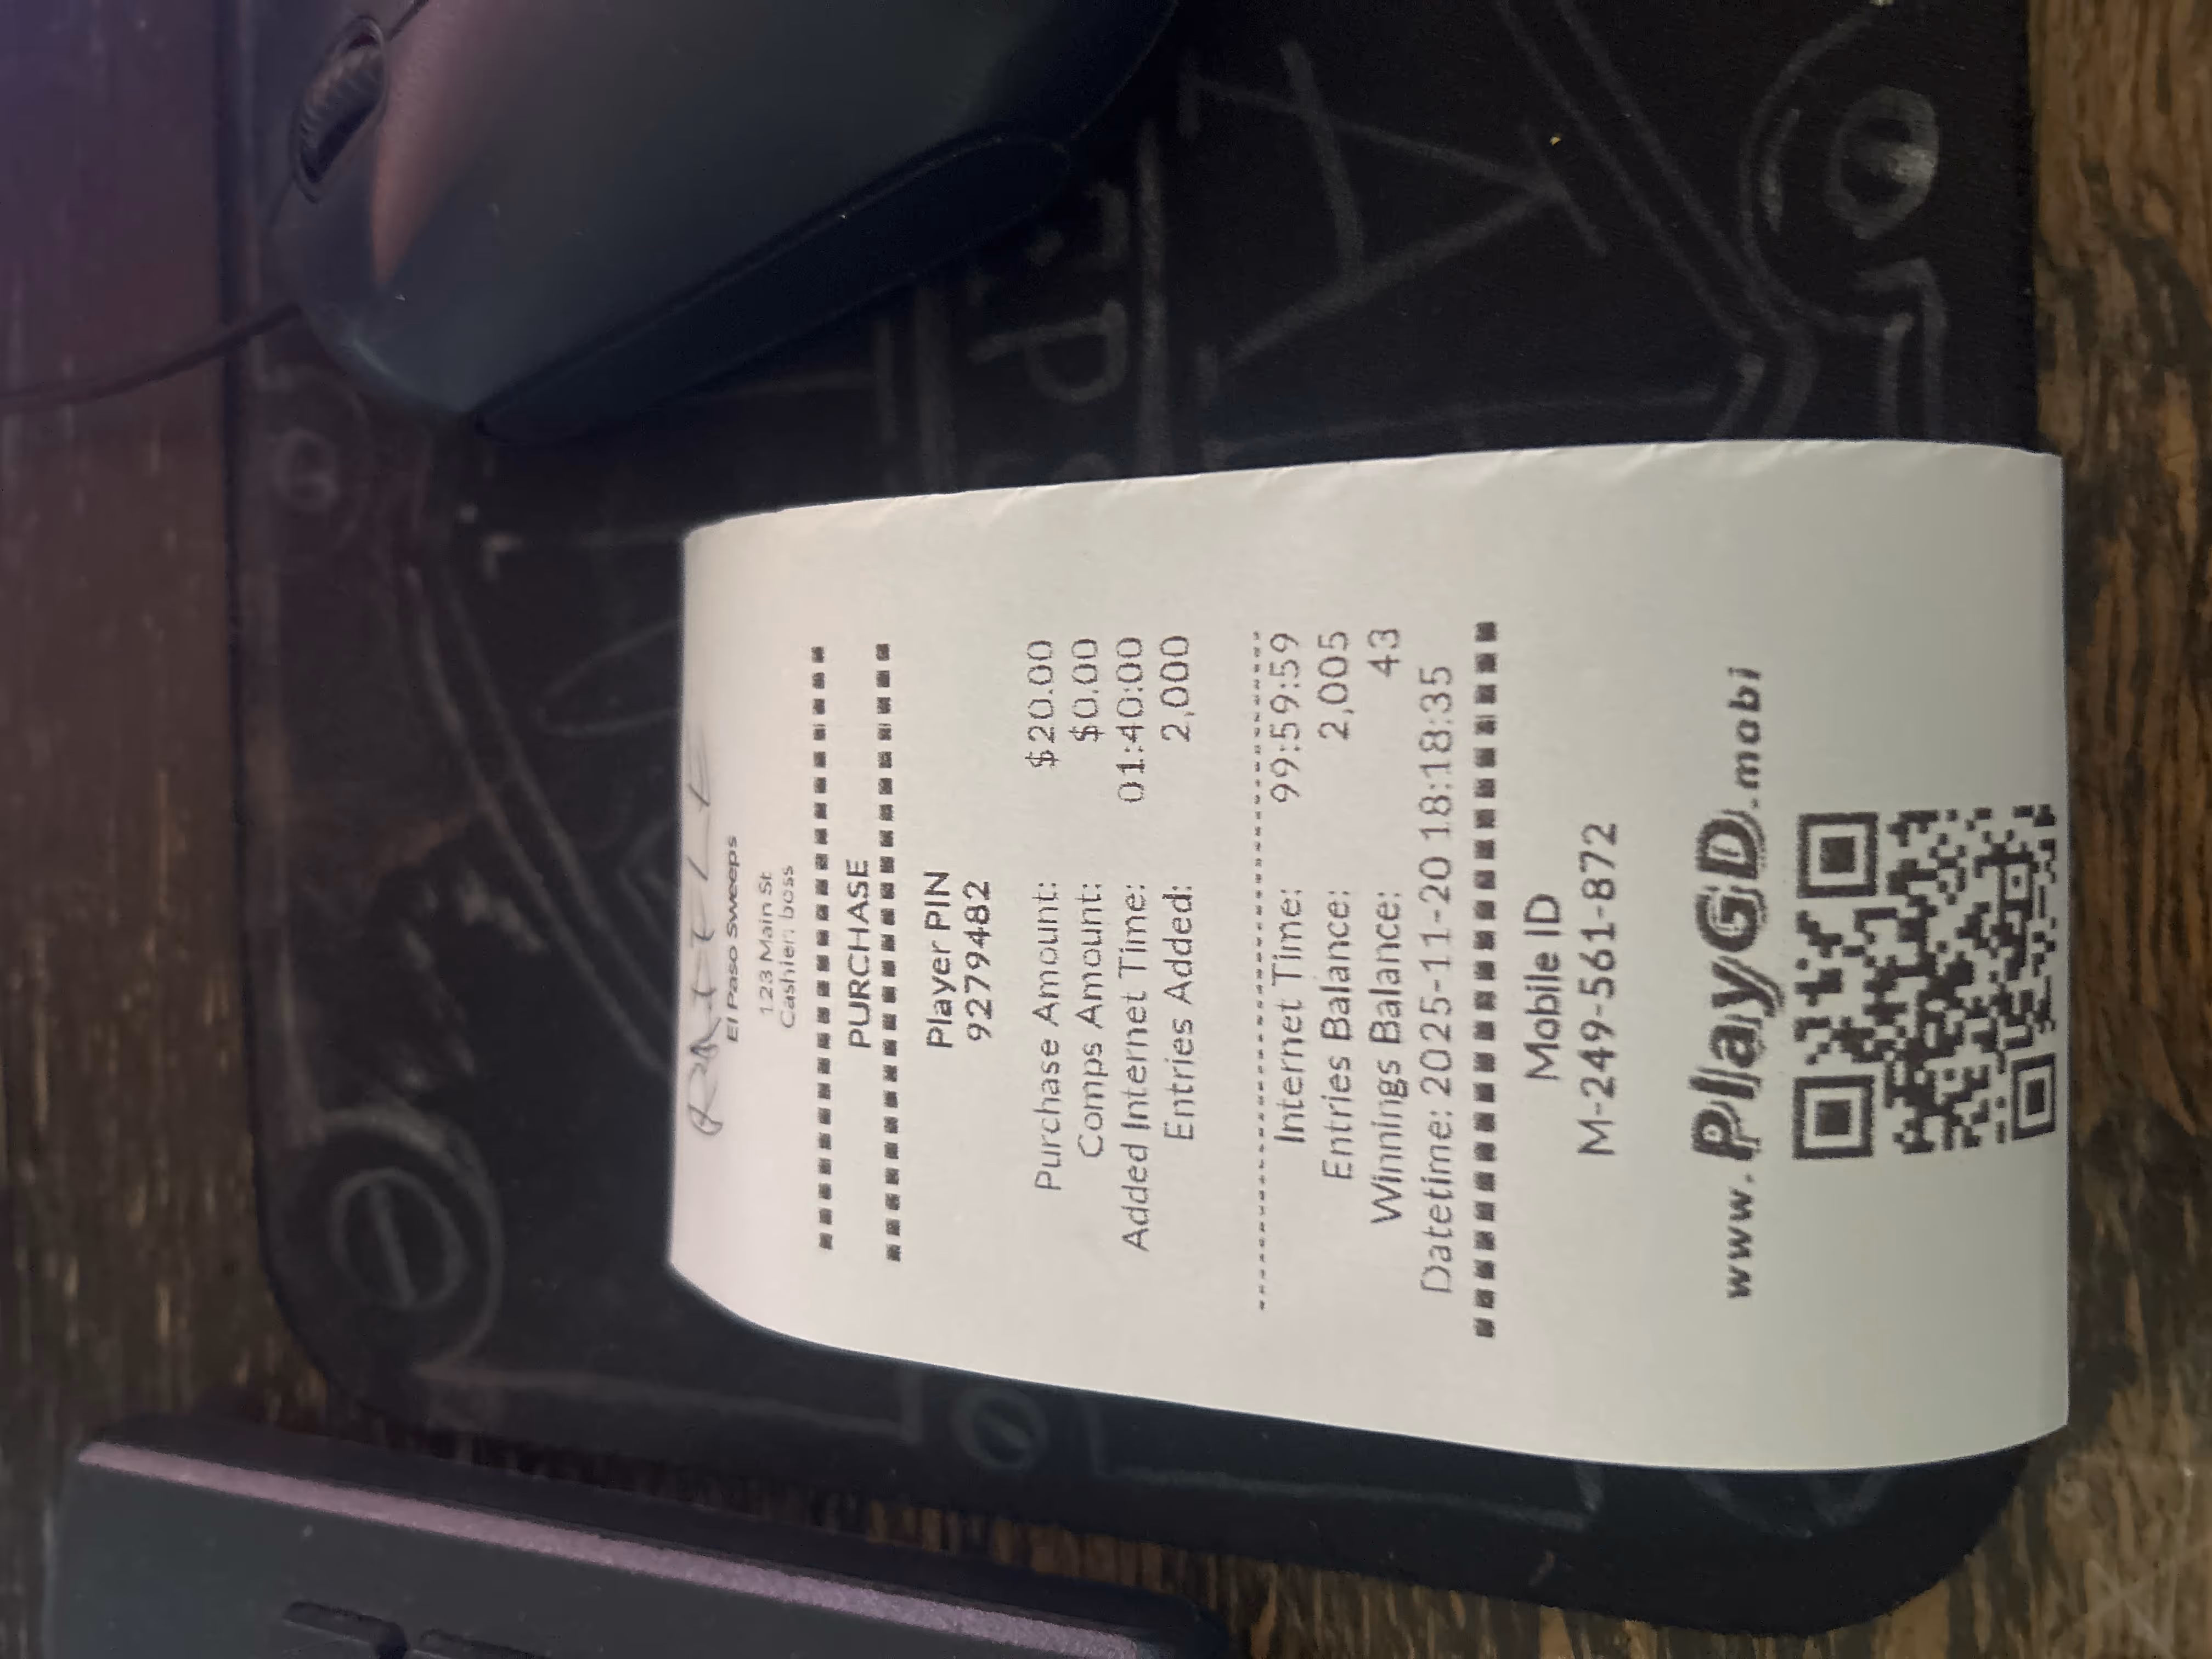 RAFFLE
El Paso Sweeps
123 Main St
Cashier: boss
PURCHASE
Player PIN
9279482
Purchase Amount: $20.00
Comps Amount: $0.00
Added Internet Time: 01:40:00
Entries Added: 2,000
Internet Time: 99:59:59
Entries Balance: 2,005
Winnings Balance: 43
Datetime: 2025-11-20 18:18:35
Mobile ID
M-249-561-872
www.PlayGD.mobi